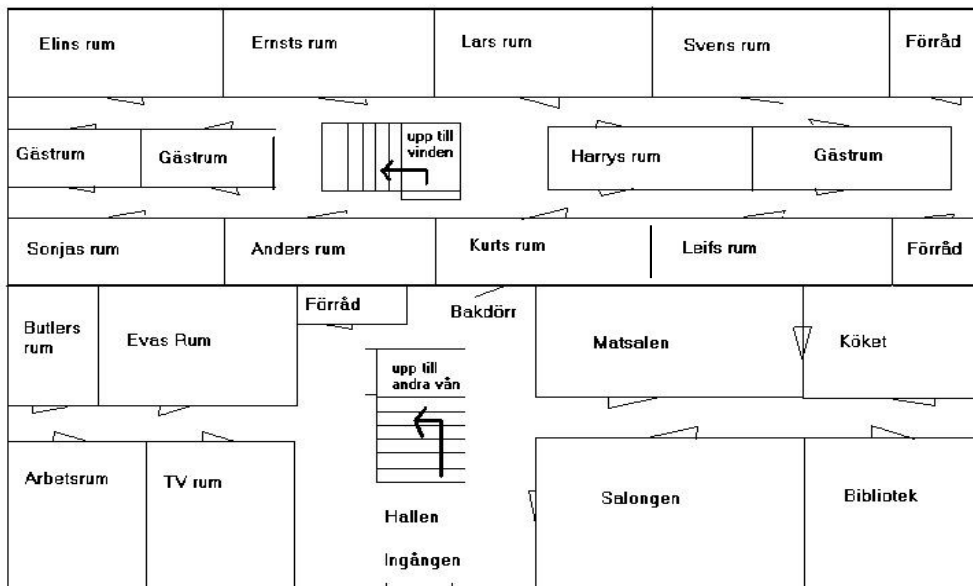 Elins rum
Ernsts rum
Lars rum
Svens rum
Förråd
upp till
vinden
Gästrum
Gästrum
Harrys rum
Gästrum
Sonjas rum
Anders rum
Kurts rum
Leifs rum
Förråd
Butlers
rum
Evas Rum
Förråd
Bakdörr
Matsalen
Köket
upp till
andra vån
Arbetsrum
TV rum
Salongen
Bibliotek
Hallen
Ingången